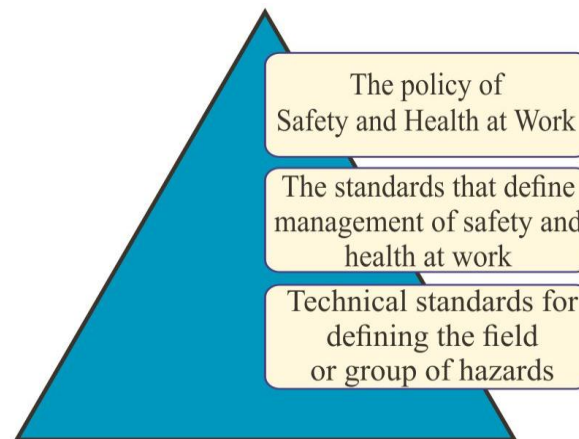 The policy of
Safety and Health at Work
The standards that define
management of safety and
health at work
Technical standards for
defining the field
or group of hazards